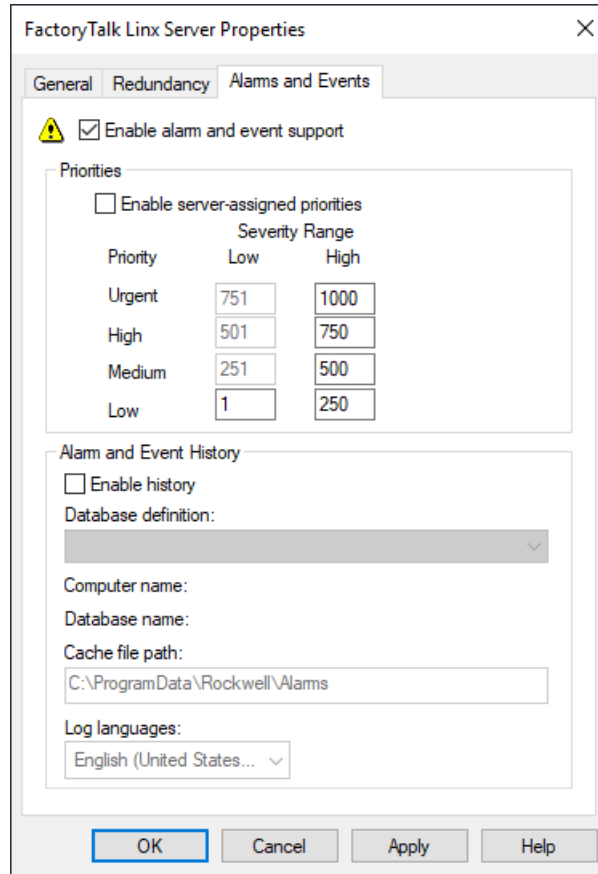 FactoryTalk Linx Server Properties
General Redundancy Alarms and Events
Enable alarm and event support
Priorities
Enable server-assigned priorities
Severity Range
Priority Low High
Urgent 751 1000
High 501 750
Medium 251 500
Low 1 250
Alarm and Event History
Enable history
Database definition:
Computer name:
Database name:
Cache file path:
C:\ProgramData\Rockwell\Alarms
Log languages:
English (United States...
OK Cancel Apply Help